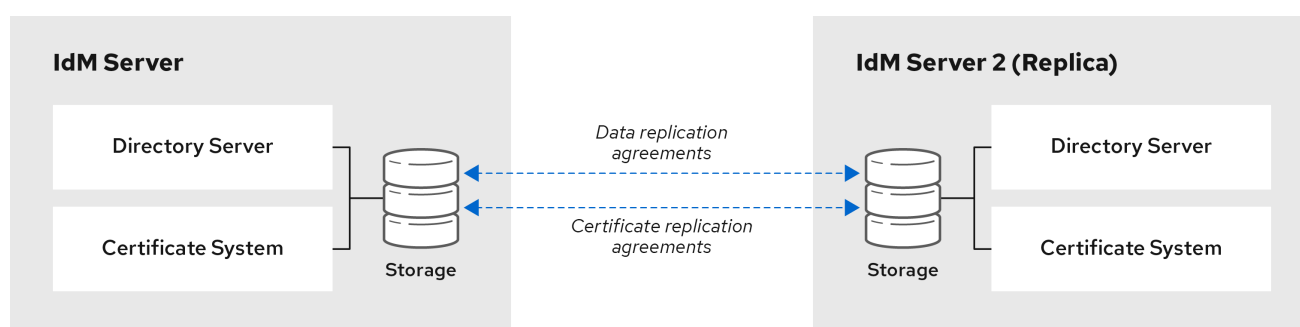 IdM Server
Directory Server
Certificate System
Storage
Data replication
agreements
Certificate replication
agreements
IdM Server 2 (Replica)
Storage
Directory Server
Certificate System